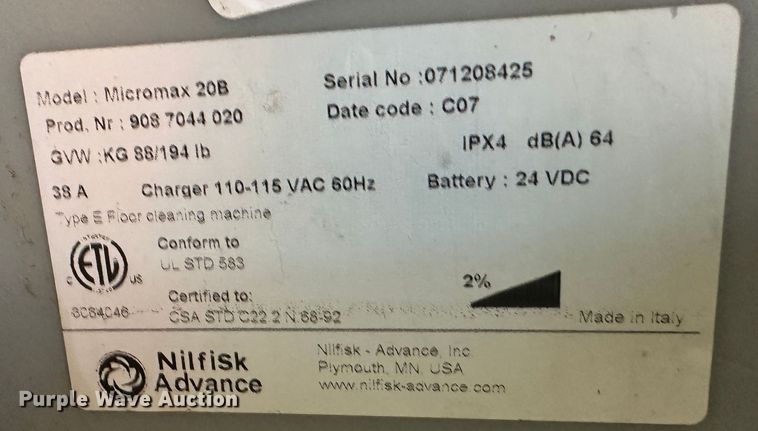 Model : Micromax 20B
Serial No :071208425
Prod. Nr : 908 7044 020
Date code : C07
GVW :KG 88/194 lb
IPX4 dB(A) 64
38 A Charger 110-115 VAC 60Hz Battery : 24 VDC
Type E Floor cleaning machine
ETL
C US
Conform to
UL STD 583
2%
Certified to:
CSA STD C22 2 N 68-92
Made in Italy
Nilfisk
Advance
Nilfisk - Advance, Inc.
Plymouth, MN, USA
www.nilfisk-advance.com
Purple Wave Auction